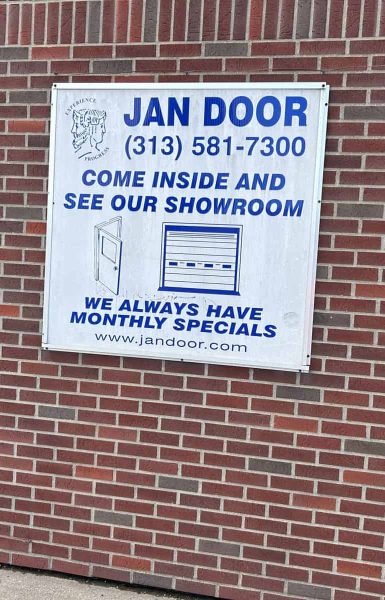 EXPERIENCE
PROGRESS
JAN DOOR
(313) 581-7300
COME INSIDE AND
SEE OUR SHOWROOM
WE ALWAYS HAVE
MONTHLY SPECIALS
www.jandoor.com